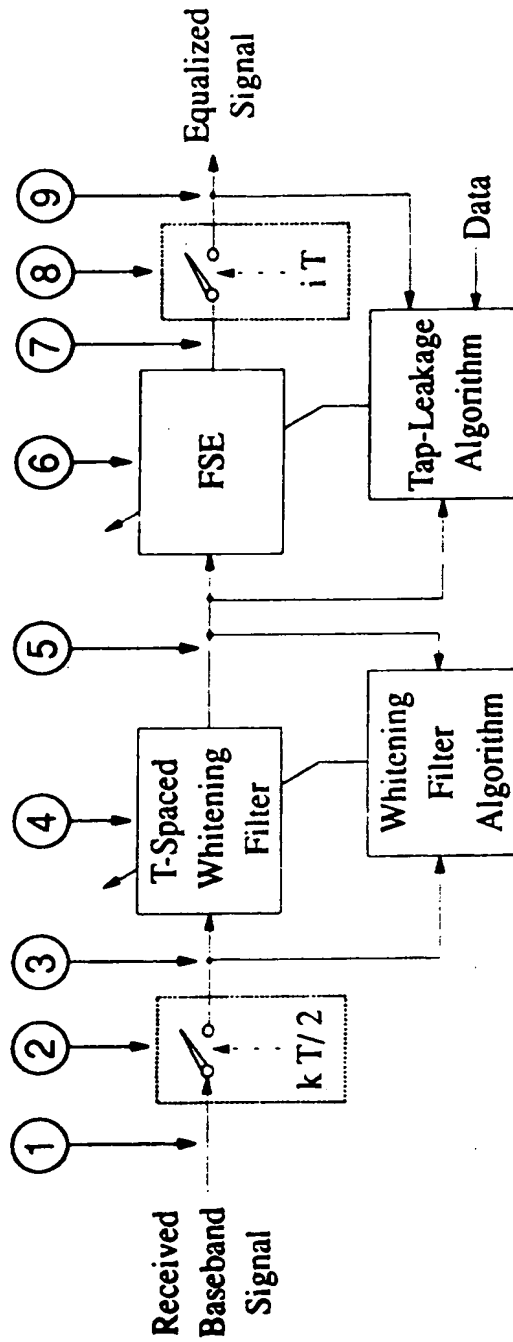 1
2
3
4
5
6
7
8
9
Received
Baseband
Signal
k T/2
T-Spaced
Whitening
Filter
Whitening
Filter
Algorithm
FSE
Tap-Leakage
Algorithm
i T
Data
Equalized
Signal